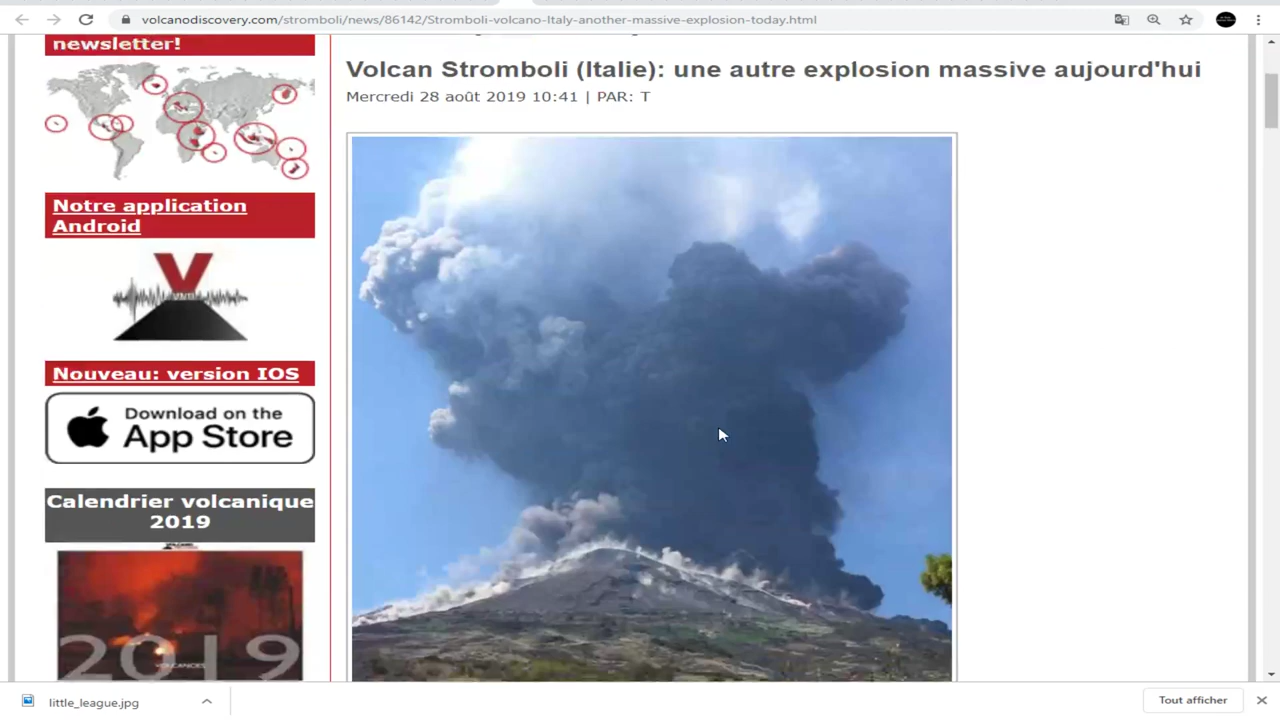 volcanodiscovery.com/stromboli/news/86142/Stromboli-volcano-Italy-another-massive-explosion-today.html
newsletter!
Notre application
Android
V
Nouveau: version IOS
Download on the
App Store
Calendrier volcanique
2019
2019
VOLCANOES
Volcan Stromboli (Italie): une autre explosion massive aujourd'hui
Mercredi 28 août 2019 10:41 | PAR: T
little_league.jpg
Tout afficher